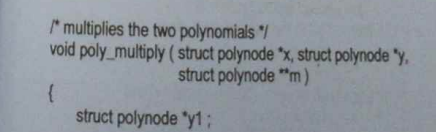 /* multiplies the two polynomials */
void poly_multiply ( struct polynode *x, struct polynode *y,
struct polynode **m )
{
struct polynode *y1 ;